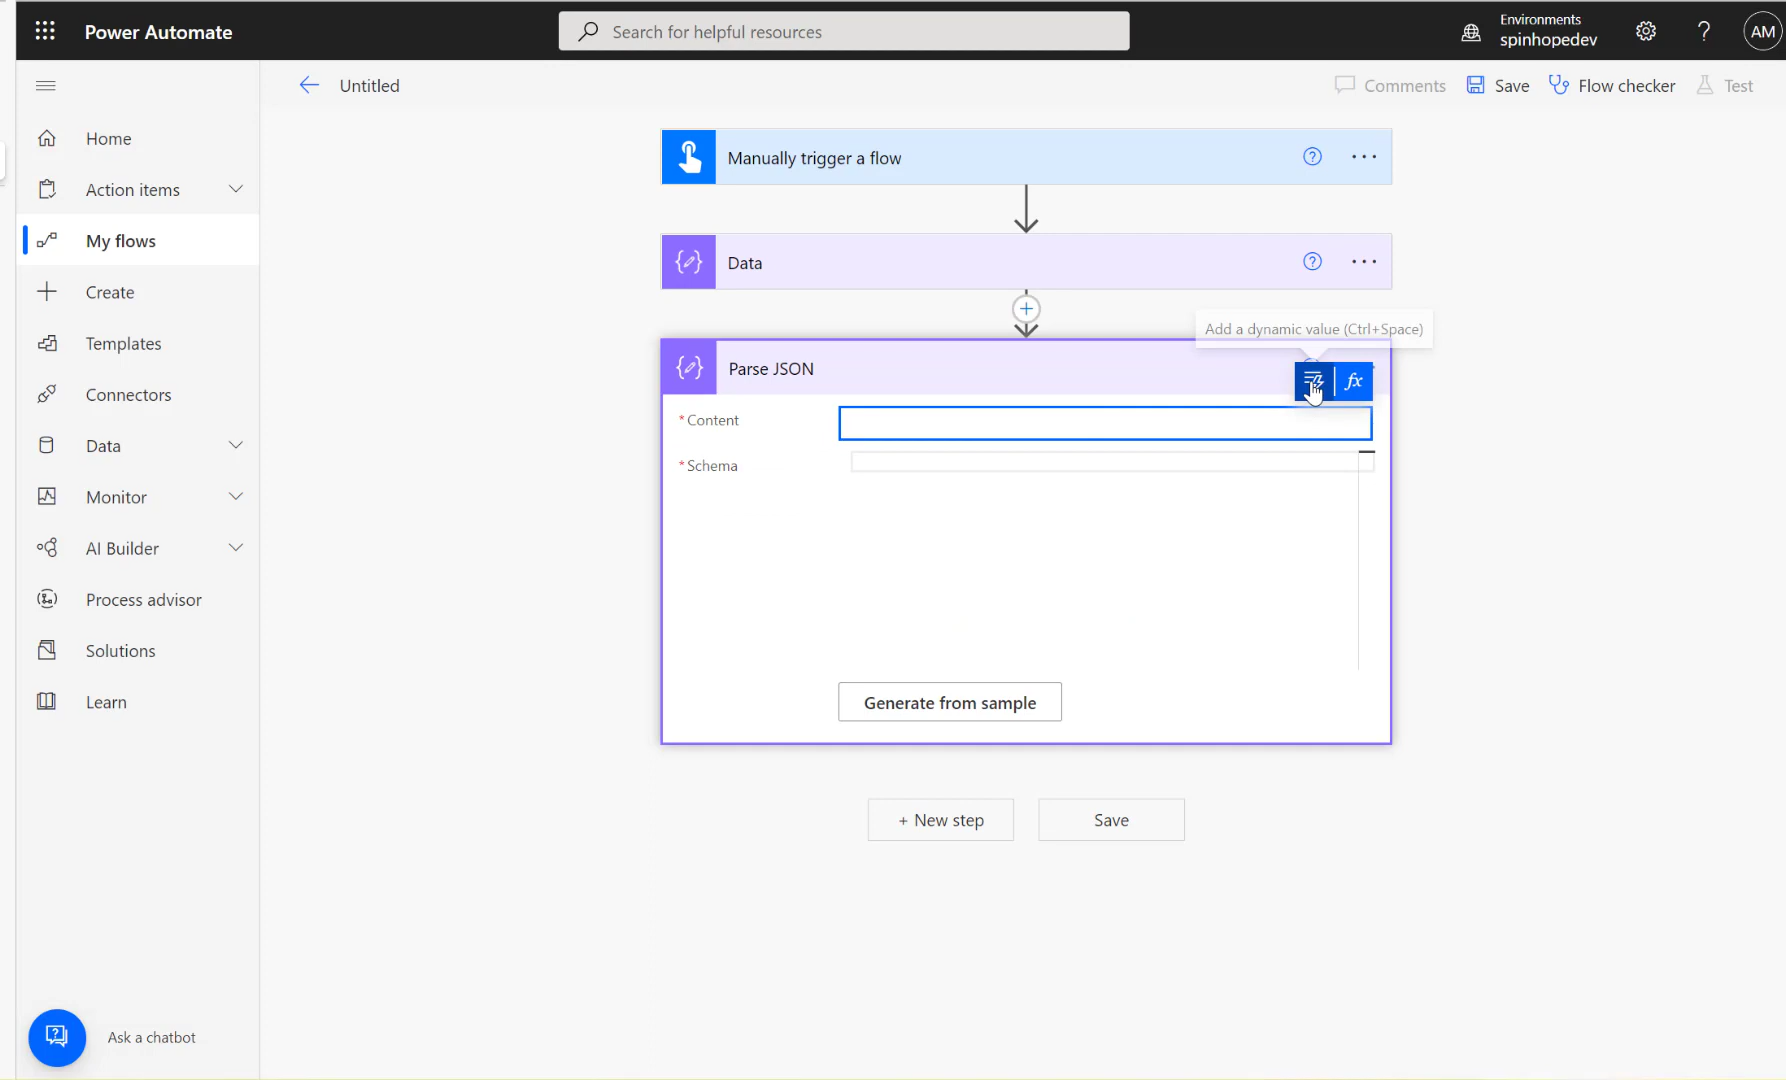 Power Automate
Search for helpful resources
Environments
spinhopedev
?
AM
Untitled
Comments
Save
Flow checker
Test
Home
Action items
My flows
Create
Templates
Connectors
Data
Monitor
AI Builder
Process advisor
Solutions
Learn
Ask a chatbot
Manually trigger a flow
?
Data
?
Add a dynamic value (Ctrl+Space)
Parse JSON
fx
* Content
* Schema
Generate from sample
+ New step
Save